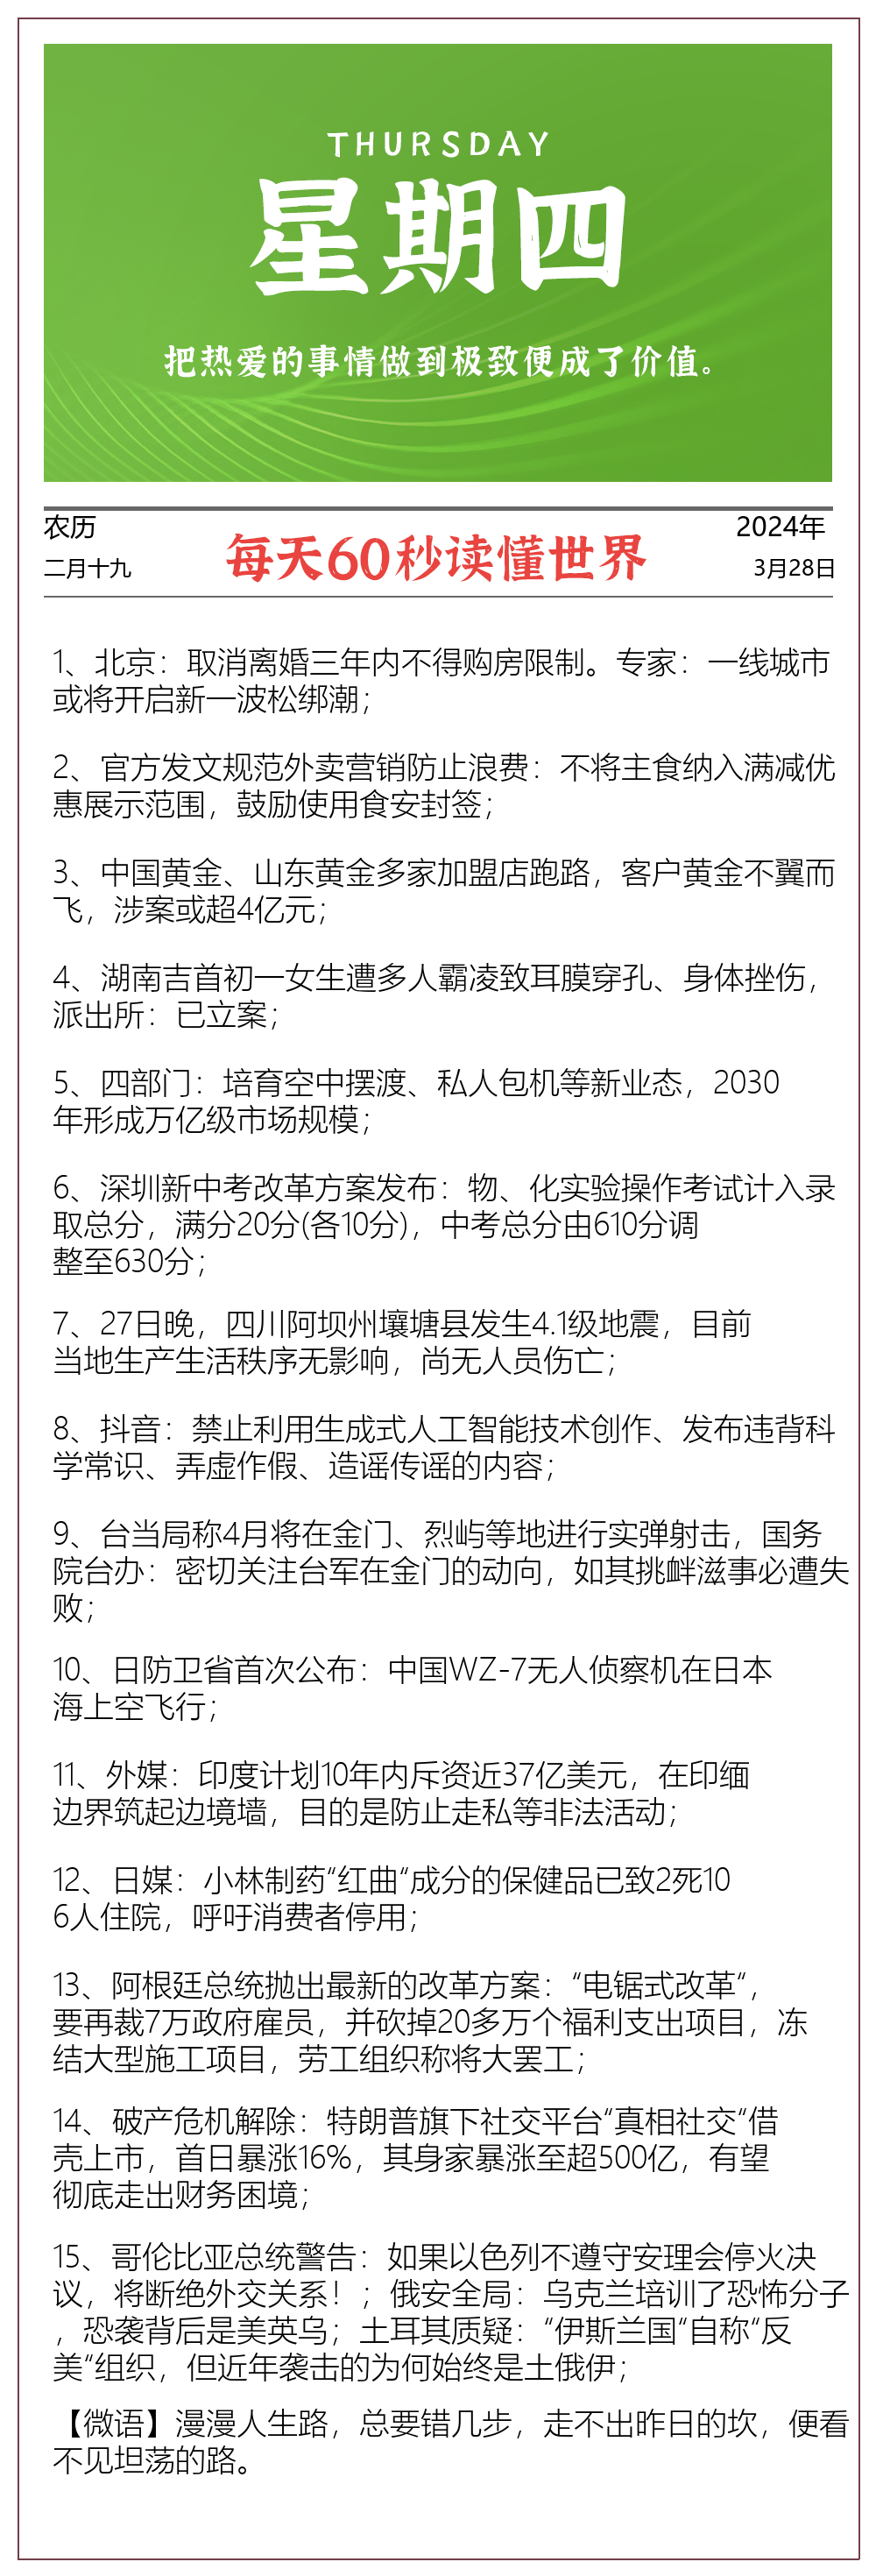 THURSDAY
星期四
把热爱的事情做到极致便成了价值。
农历
二月十九
每天60秒读懂世界
2024年
3月28日
1、北京：取消离婚三年内不得购房限制。专家：一线城市
或将开启新一波松绑潮；
2、官方发文规范外卖营销防止浪费：不将主食纳入满减优
惠展示范围，鼓励使用食安封签；
3、中国黄金、山东黄金多家加盟店跑路，客户黄金不翼而
飞，涉案或超4亿元；
4、湖南吉首初一女生遭多人霸凌致耳膜穿孔、身体挫伤，
派出所：已立案；
5、四部门：培育空中摆渡、私人包机等新业态，2030
年形成万亿级市场规模；
6、深圳新中考改革方案发布：物、化实验操作考试计入录
取总分，满分20分(各10分)，中考总分由610分调
整至630分；
7、27日晚，四川阿坝州壤塘县发生4.1级地震，目前
当地生产生活秩序无影响，尚无人员伤亡；
8、抖音：禁止利用生成式人工智能技术创作、发布违背科
学常识、弄虚作假、造谣传谣的内容；
9、台当局称4月将在金门、烈屿等地进行实弹射击，国务
院台办：密切关注台军在金门的动向，如其挑衅滋事必遭失
败；
10、日防卫省首次公布：中国WZ-7无人侦察机在日本
海上空飞行；
11、外媒：印度计划10年内斥资近37亿美元，在印缅
边界筑起边境墙，目的是防止走私等非法活动；
12、日媒：小林制药“红曲“成分的保健品已致2死10
6人住院，呼吁消费者停用；
13、阿根廷总统抛出最新的改革方案：“电锯式改革“，
要再裁7万政府雇员，并砍掉20多万个福利支出项目，冻
结大型施工项目，劳工组织称将大罢工；
14、破产危机解除：特朗普旗下社交平台“真相社交“借
壳上市，首日暴涨16%，其身家暴涨至超500亿，有望
彻底走出财务困境；
15、哥伦比亚总统警告：如果以色列不遵守安理会停火决
议，将断绝外交关系！；俄安全局：乌克兰培训了恐怖分子
，恐袭背后是美英乌；土耳其质疑：“伊斯兰国“自称“反
美“组织，但近年袭击的为何始终是土俄伊；
【微语】漫漫人生路，总要错几步，走不出昨日的坎，便看
不见坦荡的路。